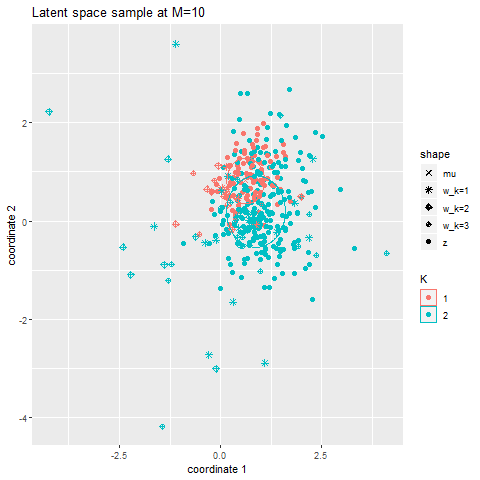 Latent space sample at M=10
coordinate 2
2
0
-2
-4
-2.5
0.0
2.5
coordinate 1
shape
mu
w_k=1
w_k=2
w_k=3
z
K
1
2